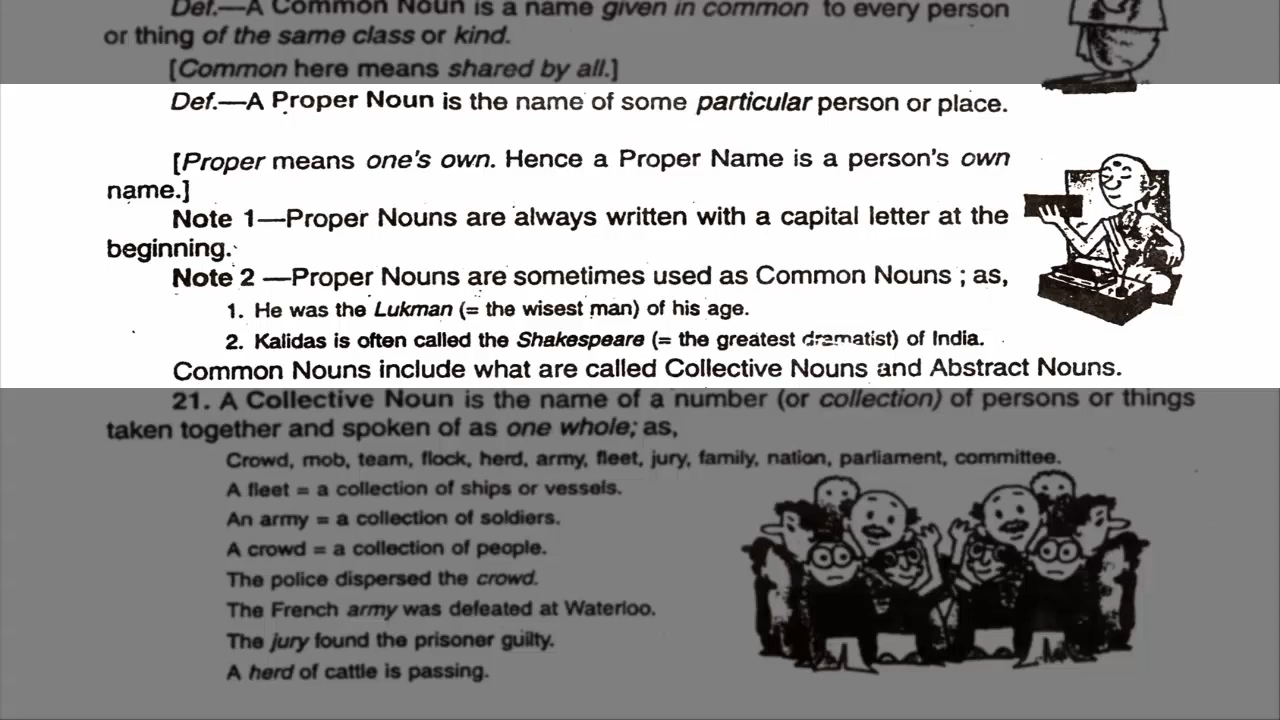 Def.—A Common Noun is a name given in common to every person
or thing of the same class or kind.
[Common here means shared by all.]
Def.—A Proper Noun is the name of some particular person or place.
[Proper means one's own. Hence a Proper Name is a person's own
name.]
Note 1—Proper Nouns are always written with a capital letter at the
beginning.
Note 2 —Proper Nouns are sometimes used as Common Nouns ; as,
1. He was the Lukman (= the wisest man) of his age.
2. Kalidas is often called the Shakespeare (= the greatest dramatist) of India.
Common Nouns include what are called Collective Nouns and Abstract Nouns.
21. A Collective Noun is the name of a number (or collection) of persons or things
taken together and spoken of as one whole; as,
Crowd, mob, team, flock, herd, army, fleet, jury, family, nation, parliament, committee.
A fleet = a collection of ships or vessels.
An army = a collection of soldiers.
A crowd = a collection of people.
The police dispersed the crowd.
The French army was defeated at Waterloo.
The jury found the prisoner guilty.
A herd of cattle is passing.